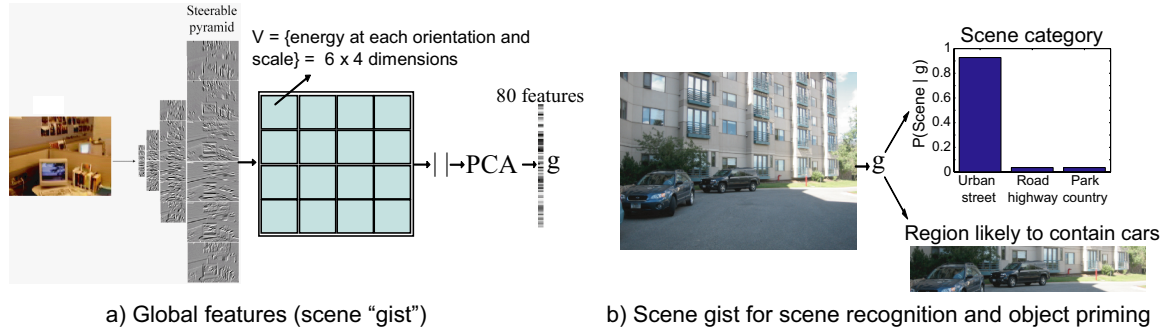 Steerable
pyramid
V = {energy at each orientation and
scale} = 6 x 4 dimensions
80 features
| | PCA g
a) Global features (scene “gist”)
g
Scene category
P(Scene | g)
1
0.8
0.6
0.4
0.2
0
Urban
street
Road
highway
Park
country
Region likely to contain cars
b) Scene gist for scene recognition and object priming